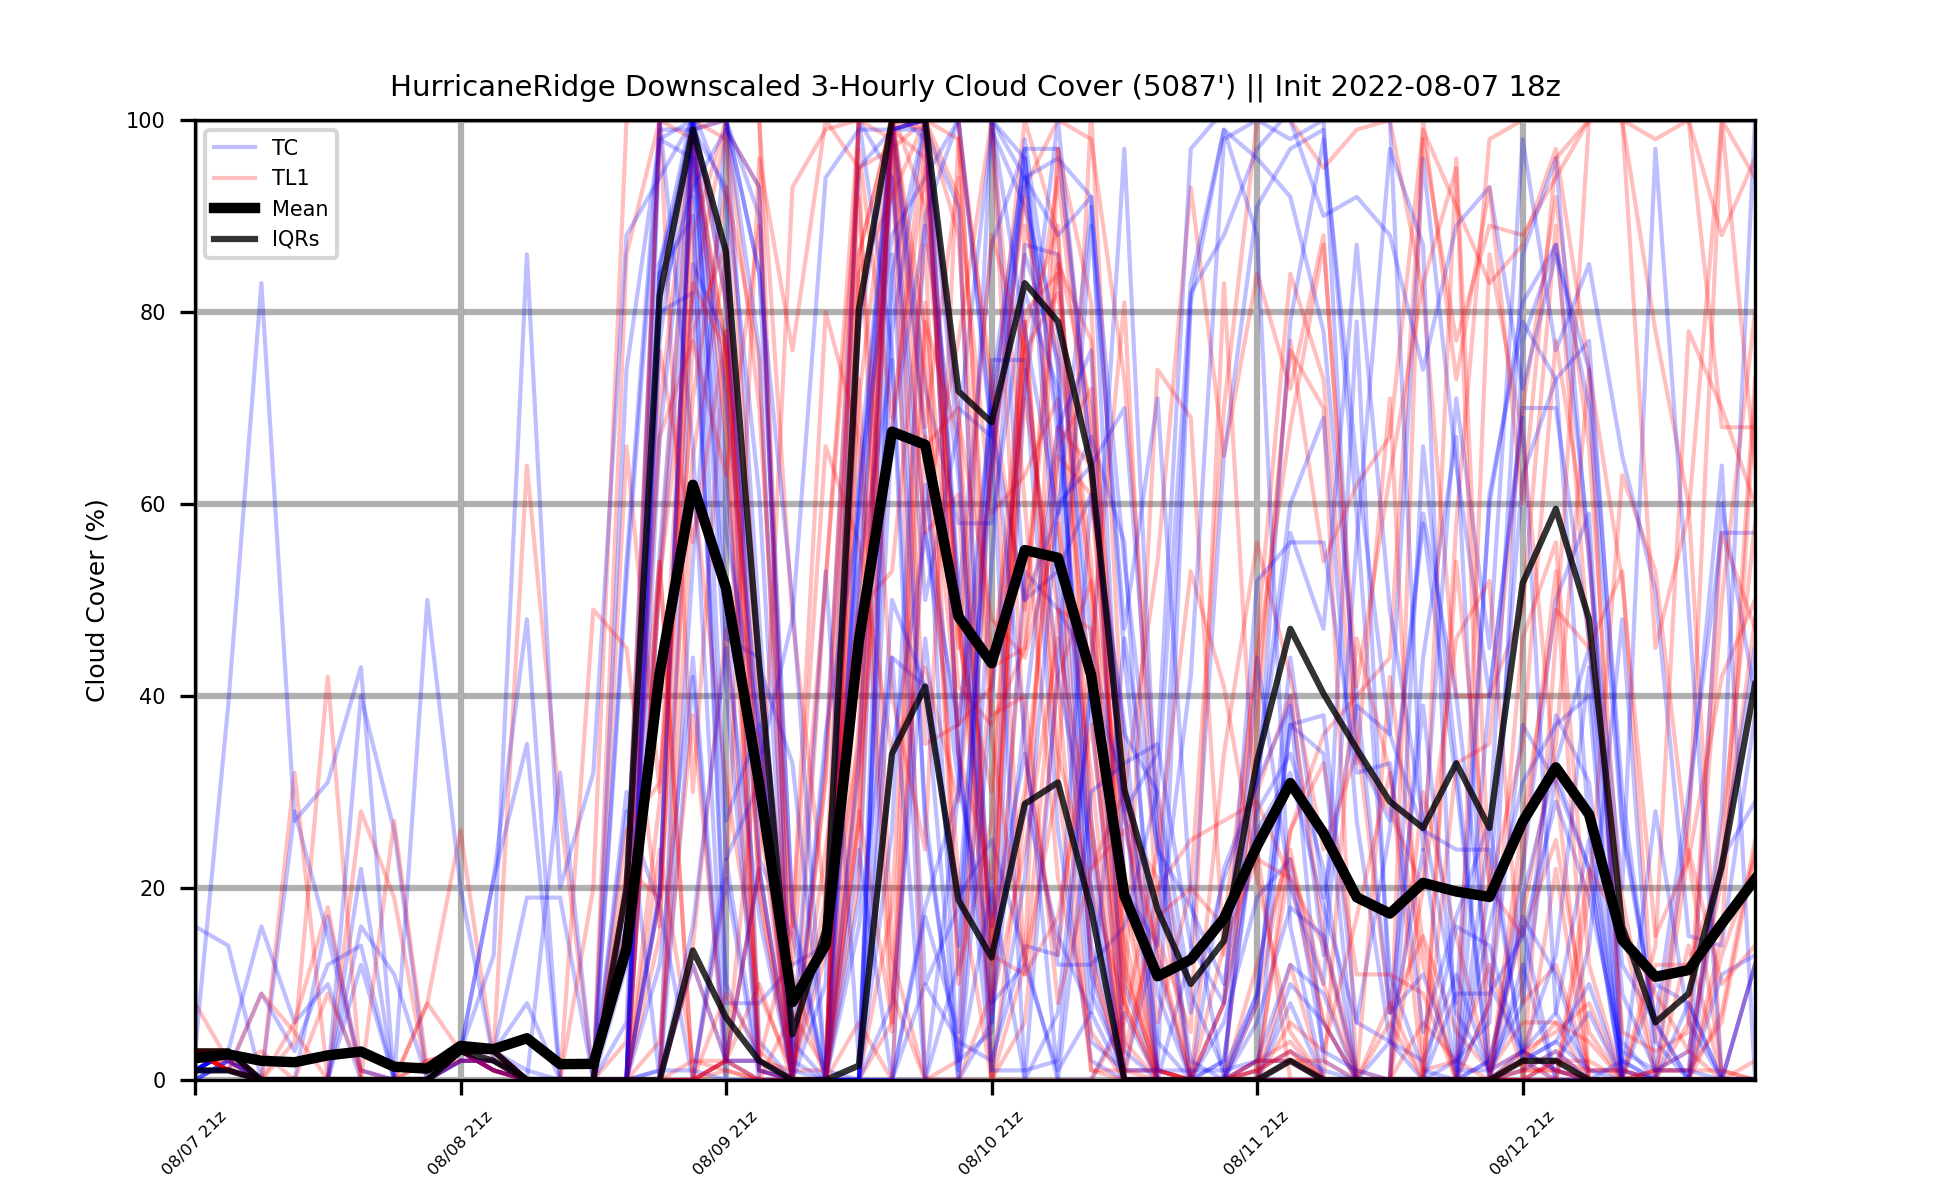 HurricaneRidge Downscaled 3-Hourly Cloud Cover (5087') || Init 2022-08-07 18z
TC
TL1
Mean
IQRs
Cloud Cover (%)
100
80
60
40
20
0
08/07 21z
08/08 21z
08/09 21z
08/10 21z
08/11 21z
08/12 21z